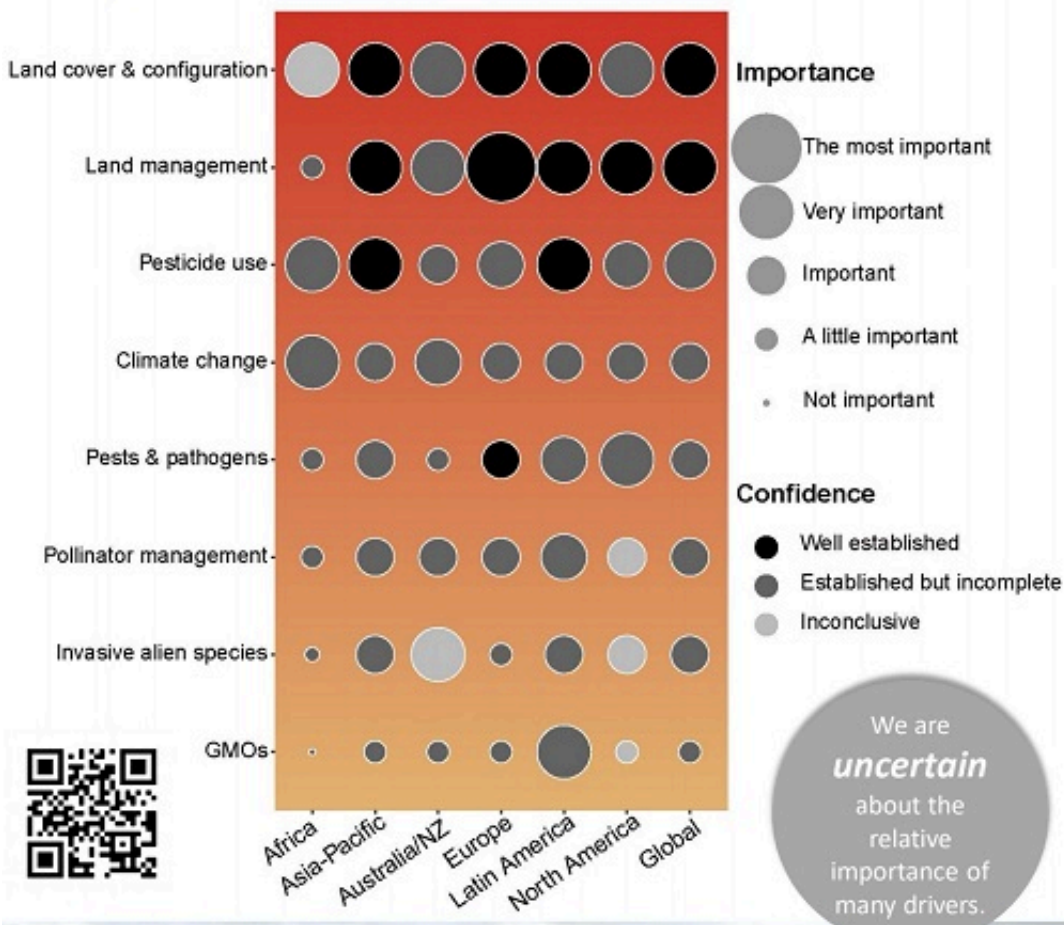 Land cover & configuration
Land management
Pesticide use
Climate change
Pests & pathogens
Pollinator management
Invasive alien species
GMOs
Africa
Asia-Pacific
Australia/NZ
Europe
Latin America
North America
Global
Importance
The most important
Very important
Important
A little important
Not important
Confidence
Well established
Established but incomplete
Inconclusive
We are
uncertain
about the
relative
importance of
many drivers.